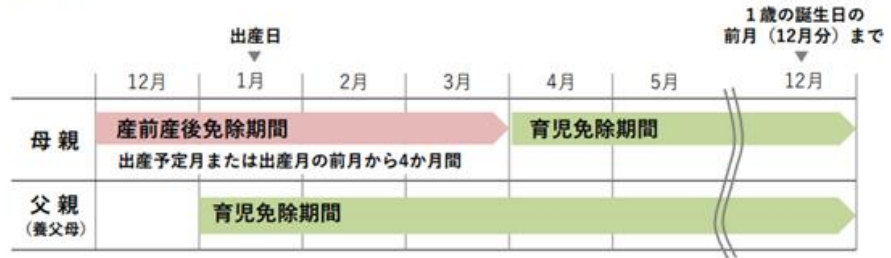 1歳の誕生日の
出産日
前月（12月分）まで
12月 1月 2月 3月 4月 5月 12月
母親
産前産後免除期間
育児免除期間
出産予定月または出産月の前月から4か月間
父親
（養父母）
育児免除期間